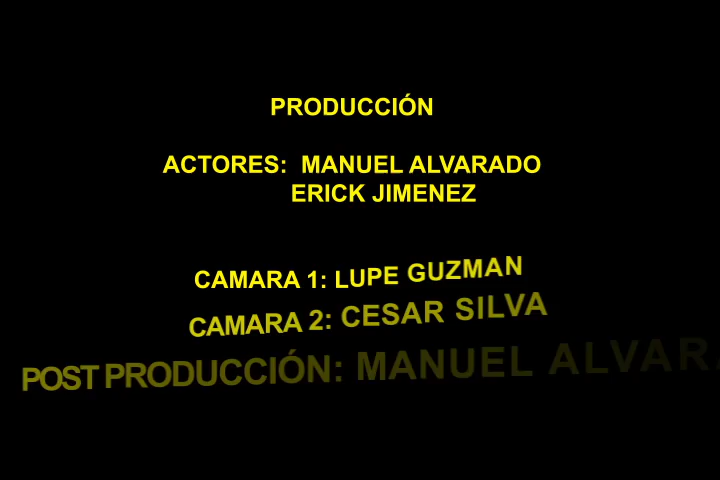 PRODUCCIÓN
ACTORES: MANUEL ALVARADO
ERICK JIMENEZ
CAMARA 1: LUPE GUZMAN
CAMARA 2: CESAR SILVA
POST PRODUCCIÓN: MANUEL